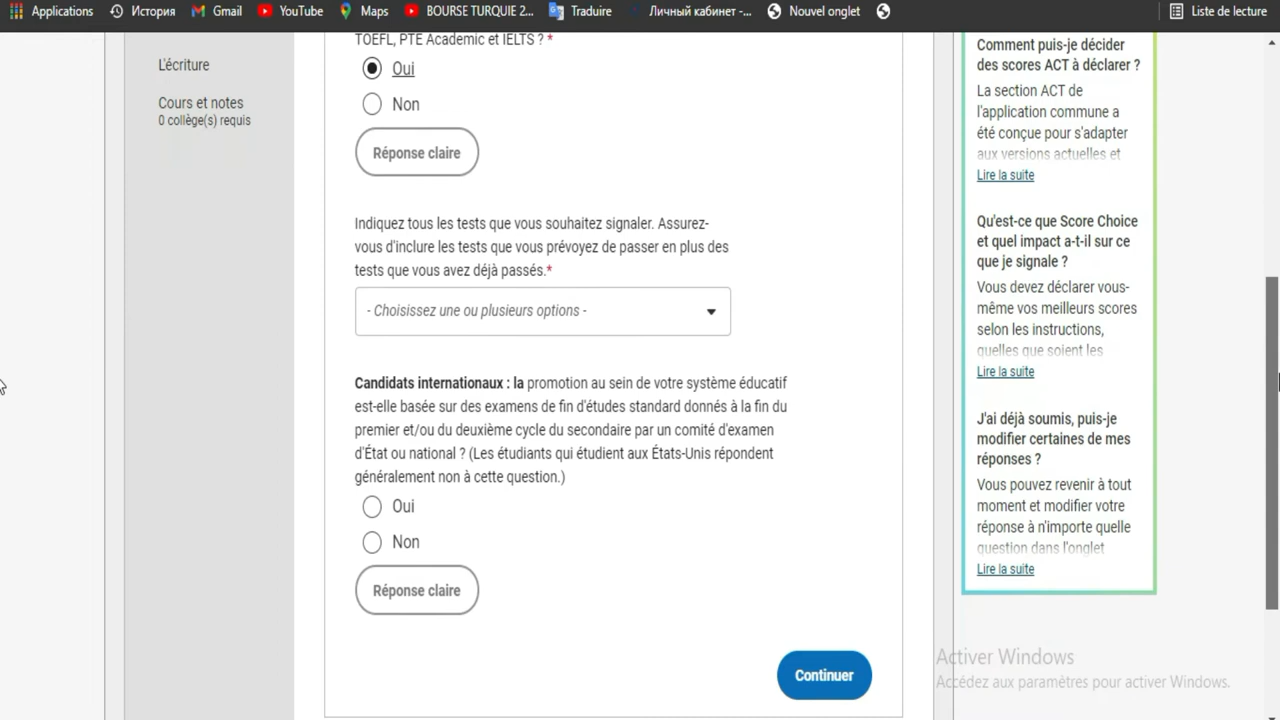 Applications История Gmail YouTube Maps BOURSE TURQUIE 2... Traduire Личный кабинет -... Nouvel onglet Liste de lecture
L'écriture
Cours et notes
0 collège(s) requis
TOEFL, PTE Academic et IELTS ? *
Oui
Non
Réponse claire
Indiquez tous les tests que vous souhaitez signaler. Assurez-
vous d'inclure les tests que vous prévoyez de passer en plus des
tests que vous avez déjà passés.*
- Choisissez une ou plusieurs options -
Candidats internationaux : la promotion au sein de votre système éducatif
est-elle basée sur des examens de fin d'études standard donnés à la fin du
premier et/ou du deuxième cycle du secondaire par un comité d'examen
d'État ou national ? (Les étudiants qui étudient aux États-Unis répondent
généralement non à cette question.)
Oui
Non
Réponse claire
Continuer
Comment puis-je décider
des scores ACT à déclarer ?
La section ACT de
l'application commune a
été conçue pour s'adapter
aux versions actuelles et
Lire la suite
Qu'est-ce que Score Choice
et quel impact a-t-il sur ce
que je signale ?
Vous devez déclarer vous-
même vos meilleurs scores
selon les instructions,
quelles que soient les
Lire la suite
J'ai déjà soumis, puis-je
modifier certaines de mes
réponses ?
Vous pouvez revenir à tout
moment et modifier votre
réponse à n'importe quelle
question dans l'onglet
Lire la suite
Activer Windows
Accédez aux paramètres pour activer Windows.